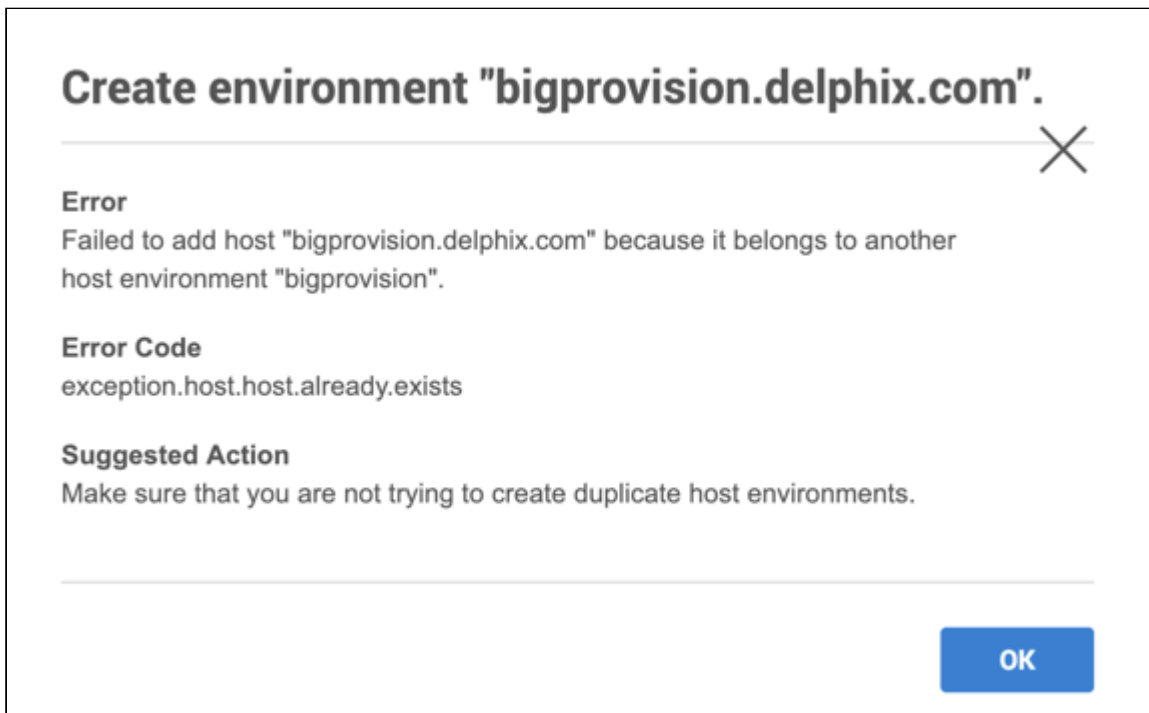 Create environment "bigprovision.delphix.com".
Error
Failed to add host "bigprovision.delphix.com" because it belongs to another
host environment "bigprovision".
Error Code
exception.host.host.already.exists
Suggested Action
Make sure that you are not trying to create duplicate host environments.
OK